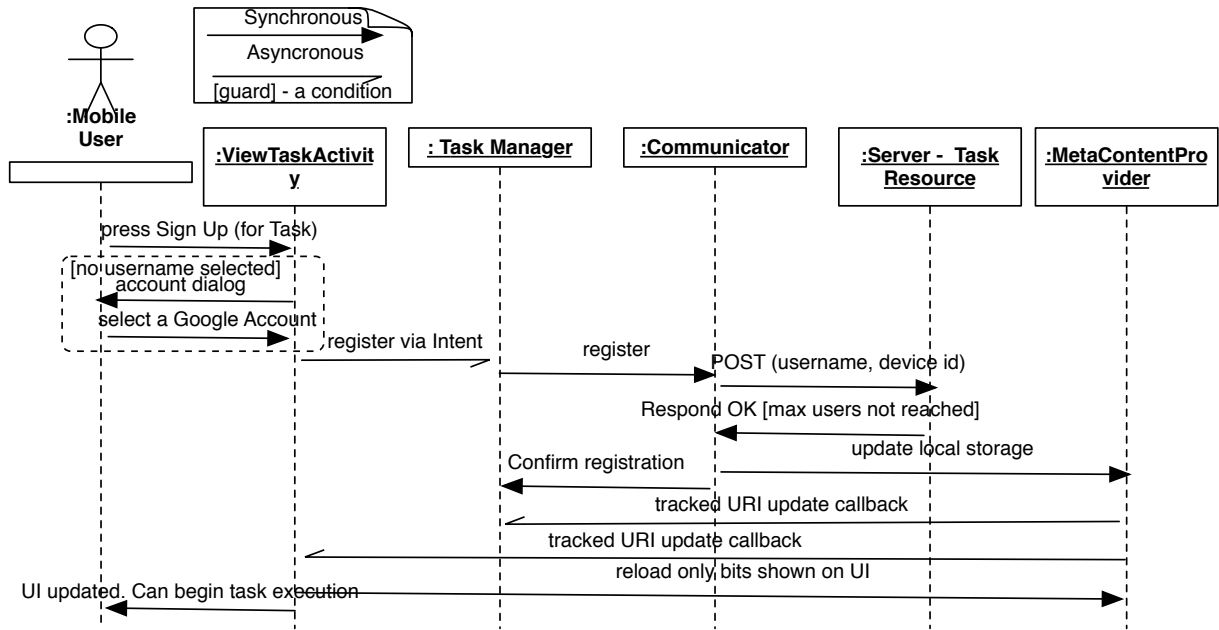 Synchronous
Asyncronous
[guard] - a condition
:Mobile
User
:ViewTaskActivit
y
: Task Manager
:Communicator
:Server - Task
Resource
:MetaContentPro
vider
press Sign Up (for Task)
[no username selected]
account dialog
select a Google Account
register via Intent
register
POST (username, device id)
Respond OK [max users not reached]
update local storage
Confirm registration
tracked URI update callback
tracked URI update callback
reload only bits shown on UI
UI updated. Can begin task execution